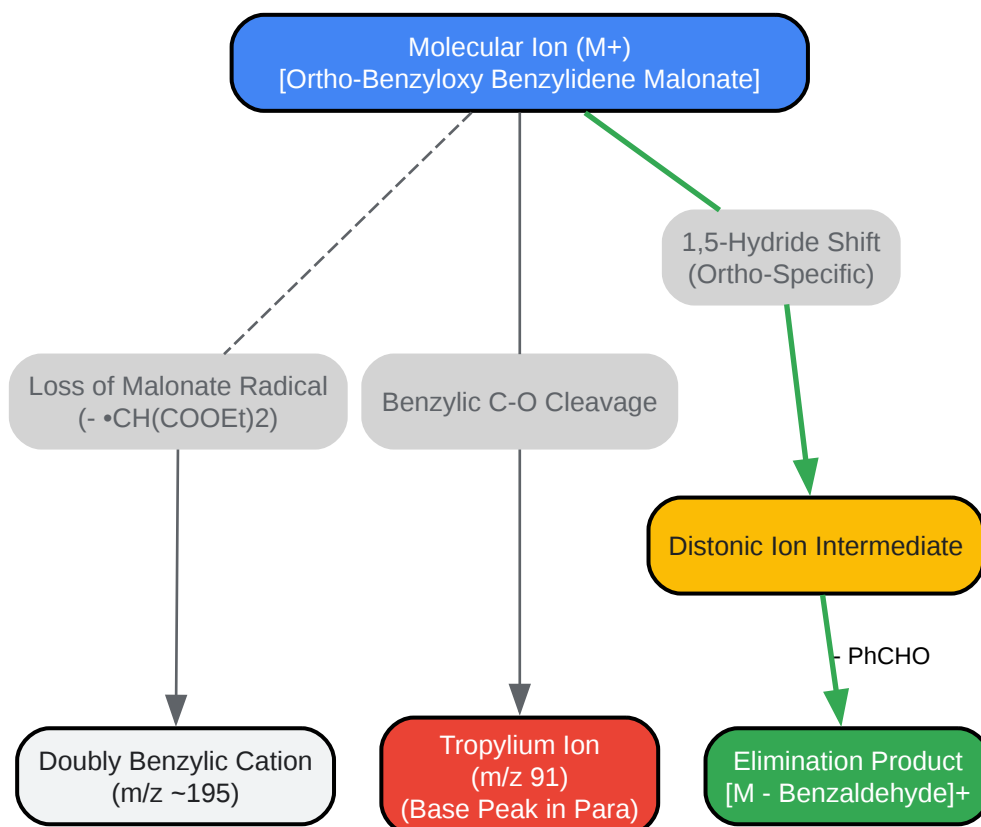 Molecular Ion (M+)
[Ortho-Benzyloxy Benzylidene Malonate]
1,5-Hydride Shift
(Ortho-Specific)
Loss of Malonate Radical
(- •CH(COOEt)2)
Benzylic C-O Cleavage
Distonic Ion Intermediate
- PhCHO
Doubly Benzylic Cation
(m/z ~195)
Tropylium Ion
(m/z 91)
(Base Peak in Para)
Elimination Product
[M - Benzaldehyde]+